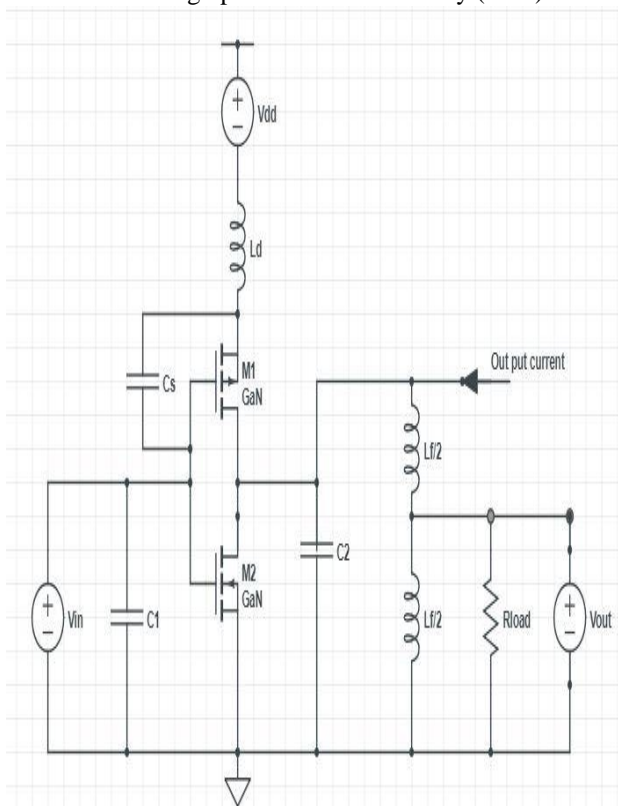 Vdd
Ld
Cs
M1
GaN
Out put current
Lf/2
M2
GaN
C2
Vin
C1
Lf/2
Rload
Vout